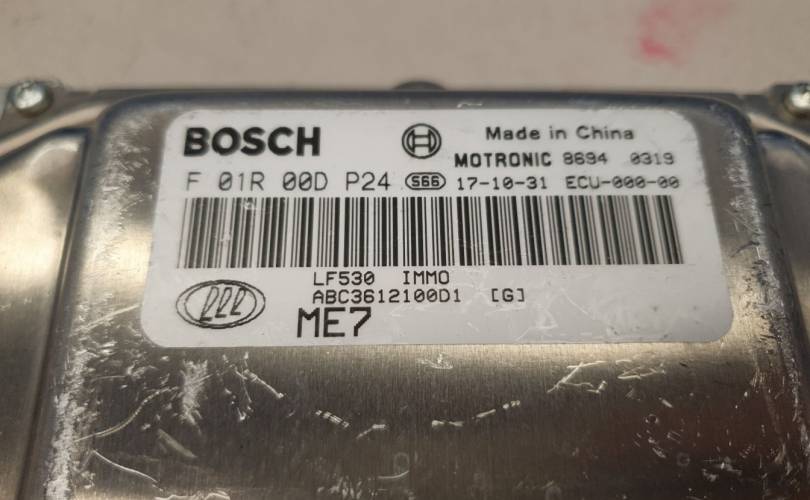 BOSCH
Made in China
MOTRONIC 8694 0319
F 01R 00D P24 S66 17-10-31 ECU-000-00
LF530 IMMO
ABC3612100D1 [G]
ME7